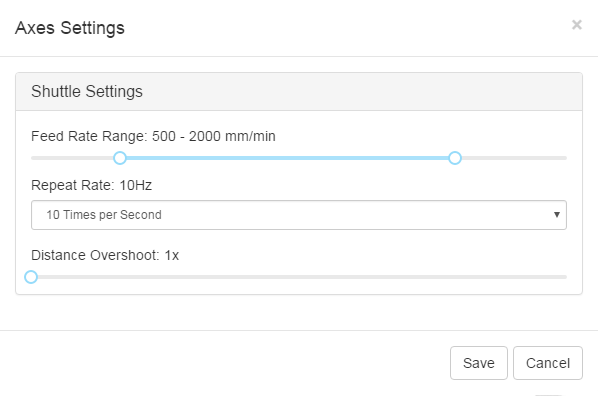 Axes Settings
×
Shuttle Settings
Feed Rate Range: 500 - 2000 mm/min
Repeat Rate: 10Hz
10 Times per Second
Distance Overshoot: 1x
Save Cancel